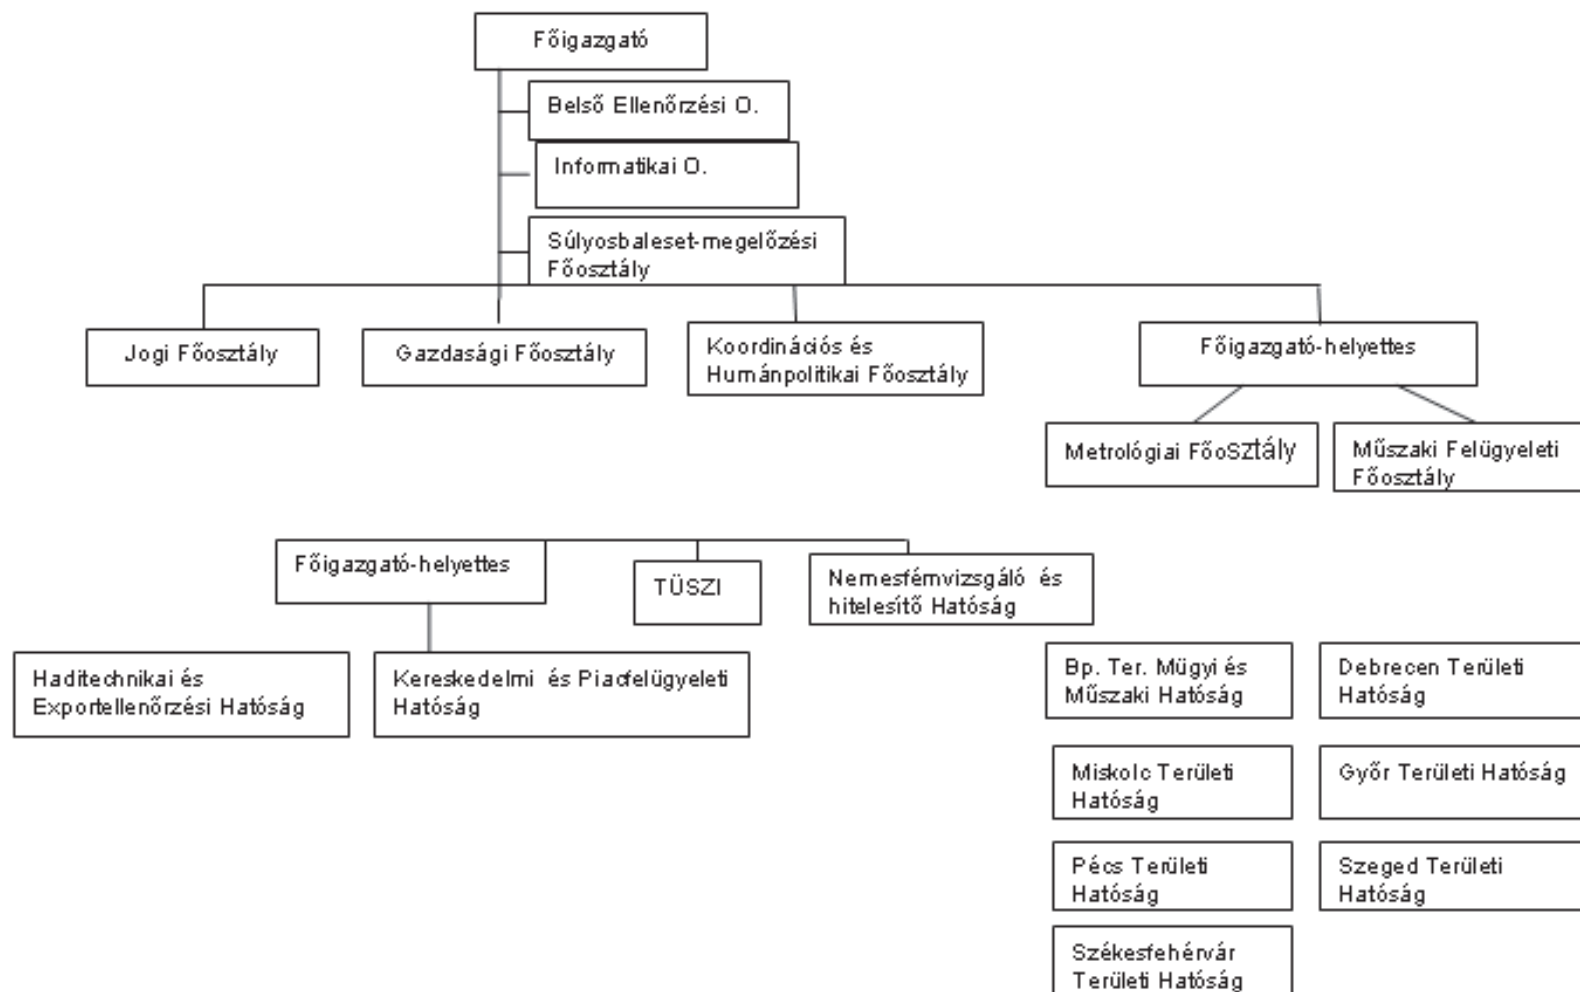 Főigazgató
Belső Ellenőrzési O.
Informatikai O.
Súlyosbaleset-megelőzési
Főosztály
Jogi Főosztály
Gazdasági Főosztály
Koordinációs és
Humánpolitikai Főosztály
Főigazgató-helyettes
Metrológiai Főosztály
Műszaki Felügyeleti
Főosztály
Főigazgató-helyettes
TÜSZI
Nemesfémvizsgáló és
hitelesítő Hatóság
Haditechnikai és
Exportellenőrzési Hatóság
Kereskedelmi és Piacfelügyeleti
Hatóság
Bp. Ter. Mügyi és
Műszaki Hatóság
Debrecen Területi
Hatóság
Miskolc Területi
Hatóság
Győr Területi Hatóság
Pécs Területi
Hatóság
Szeged Területi
Hatóság
Székesfehérvár
Területi Hatóság